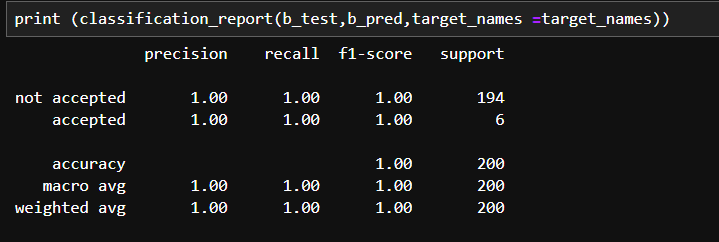 print (classification_report(b_test,b_pred,target_names =target_names))
precision recall f1-score support
not accepted 1.00 1.00 1.00 194
accepted 1.00 1.00 1.00 6
accuracy 1.00 200
macro avg 1.00 1.00 1.00 200
weighted avg 1.00 1.00 1.00 200